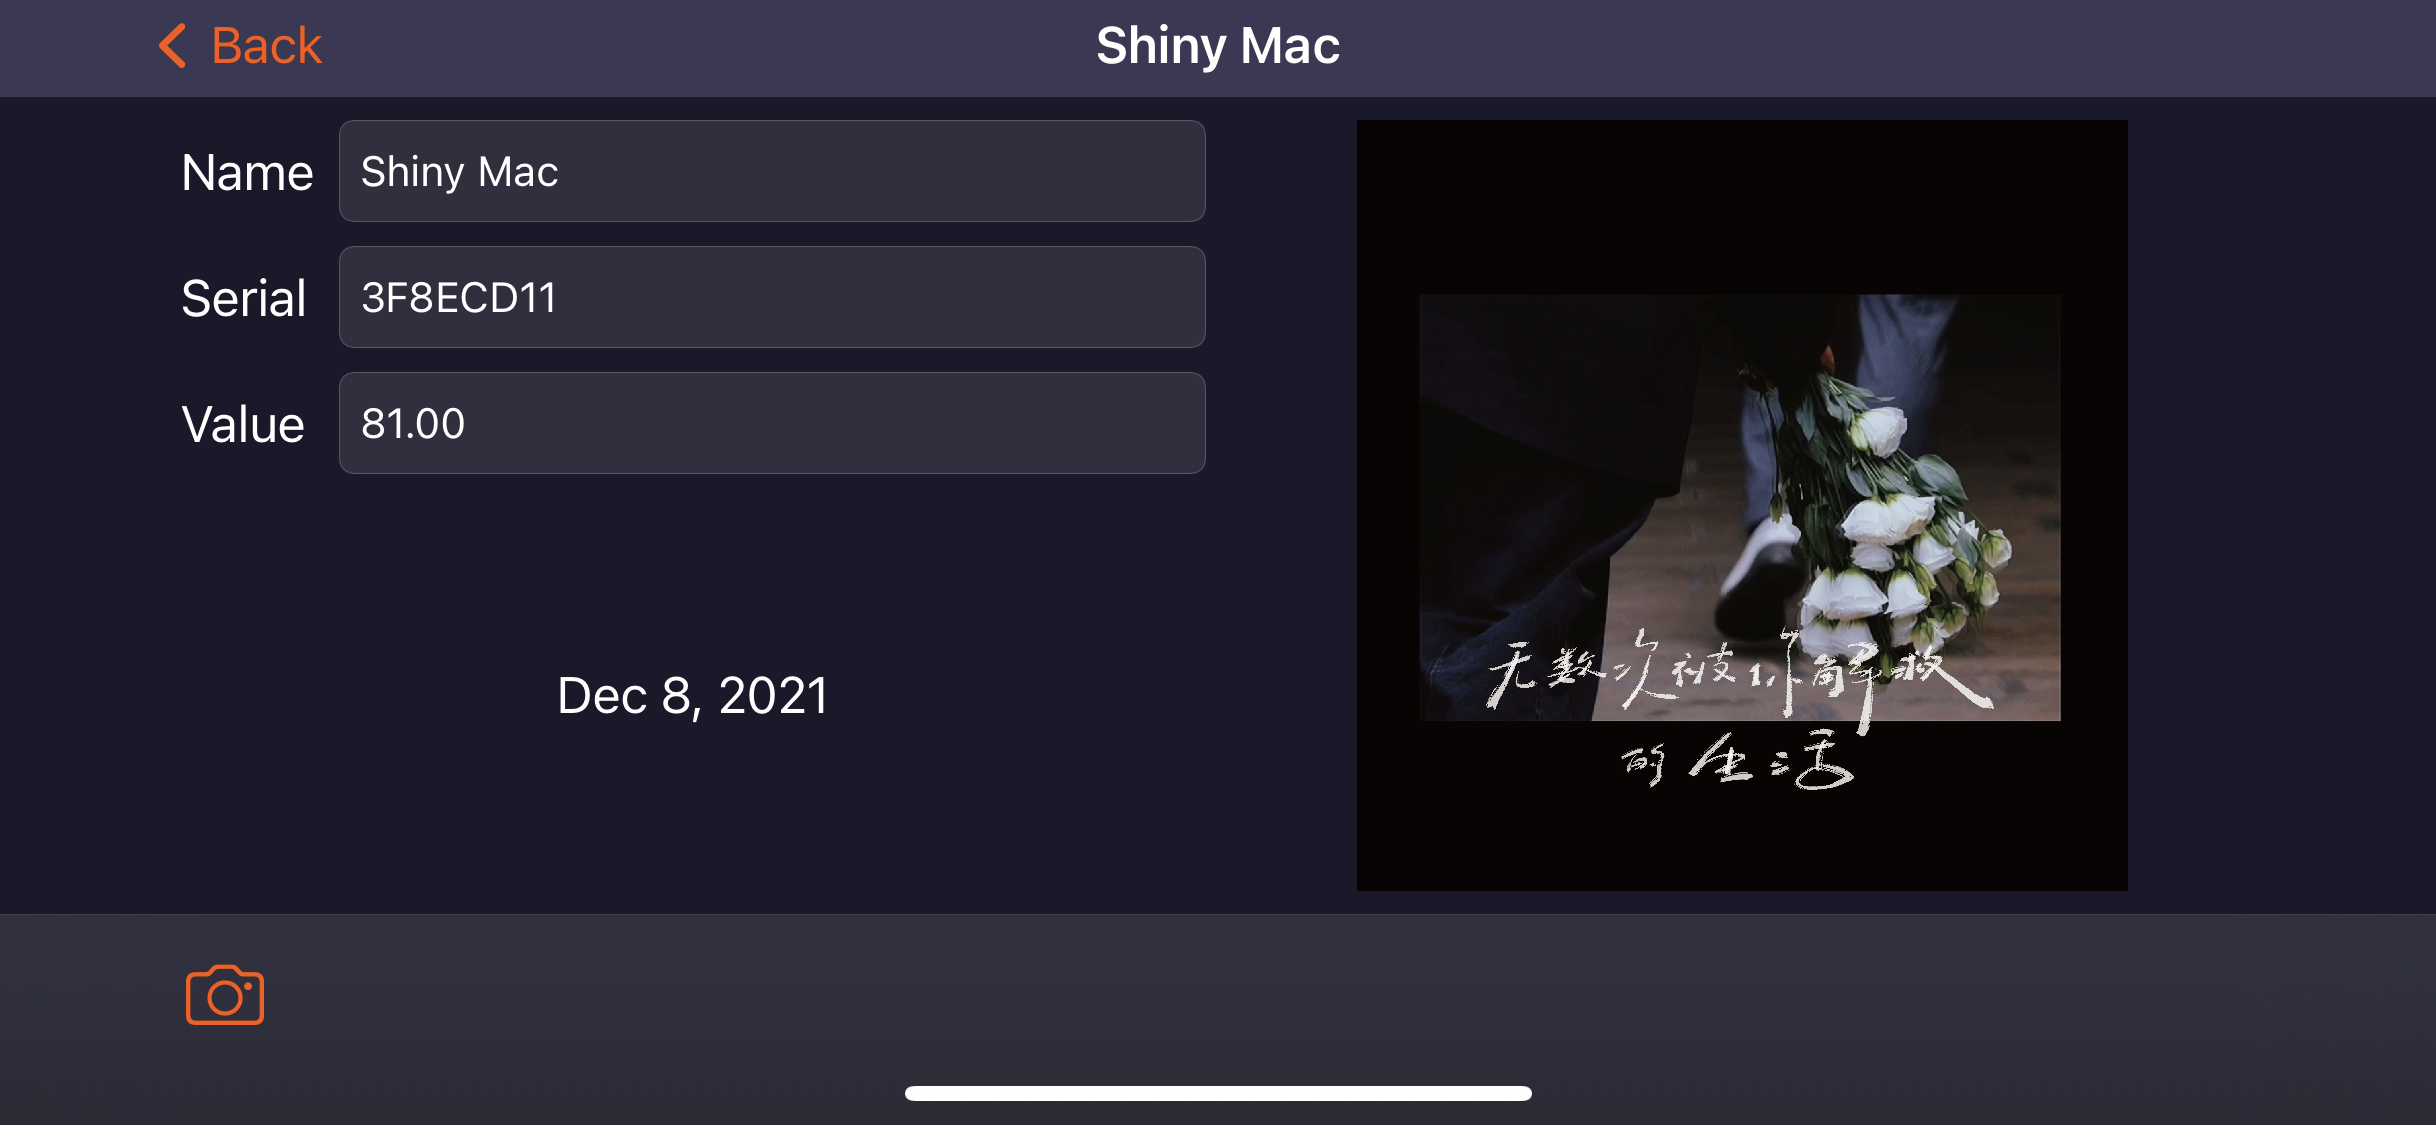 Back
Shiny Mac
Name
Shiny Mac
Serial
3F8ECD11
Value
81.00
Dec 8, 2021
无数次被你解救
的生活